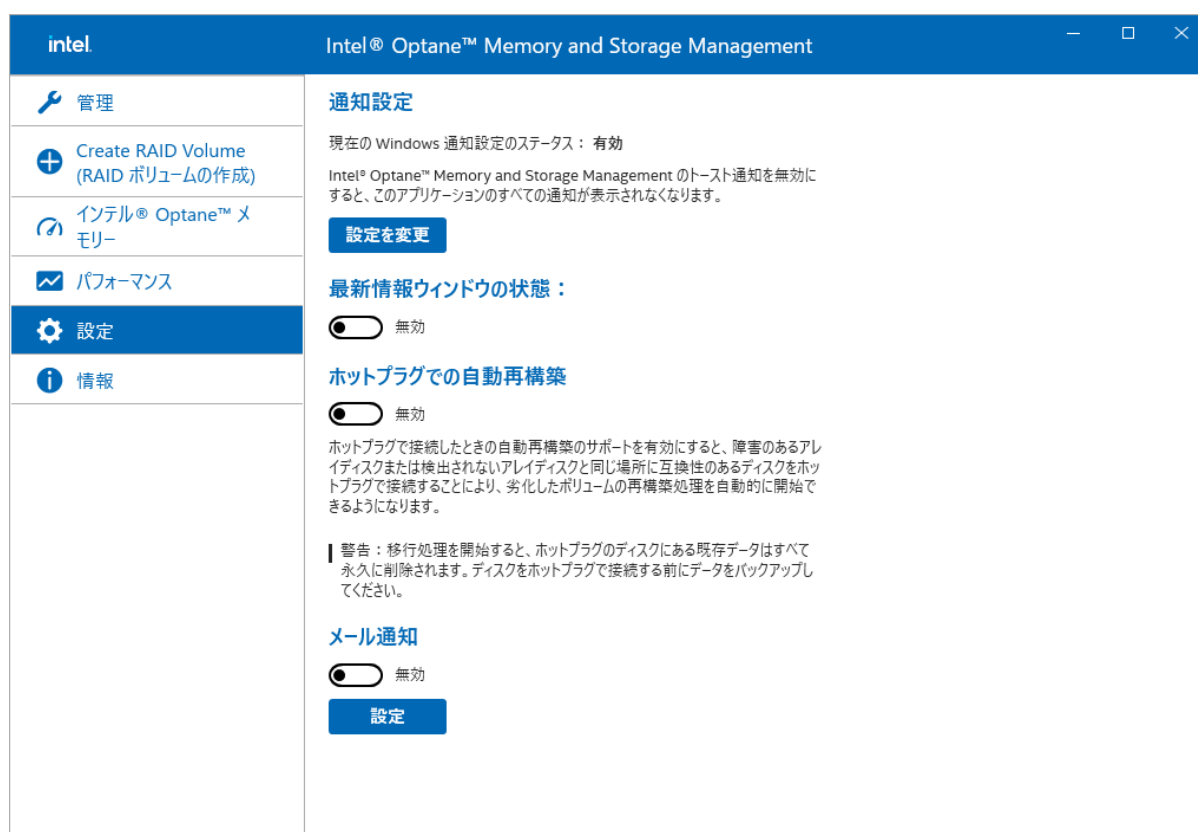 intel.
Intel® Optane™ Memory and Storage Management
管理
Create RAID Volume
(RAID ボリュームの作成)
インテル® Optane™ メ
モリー
パフォーマンス
設定
情報
通知設定
現在の Windows 通知設定のステータス： 有効
Intel® Optane™ Memory and Storage Management のトースト通知を無効に
すると、このアプリケーションのすべての通知が表示されなくなります。
設定を変更
最新情報ウィンドウの状態：
無効
ホットプラグでの自動再構築
無効
ホットプラグで接続したときの自動再構築のサポートを有効にすると、障害のあるアレ
イディスクまたは検出されないアレイディスクと同じ場所に互換性のあるディスクをホッ
トプラグで接続することにより、劣化したボリュームの再構築処理を自動的に開始で
きるようになります。
警告：移行処理を開始すると、ホットプラグのディスクにある既存データはすべて
永久に削除されます。ディスクをホットプラグで接続する前にデータをバックアップし
てください。
メール通知
無効
設定